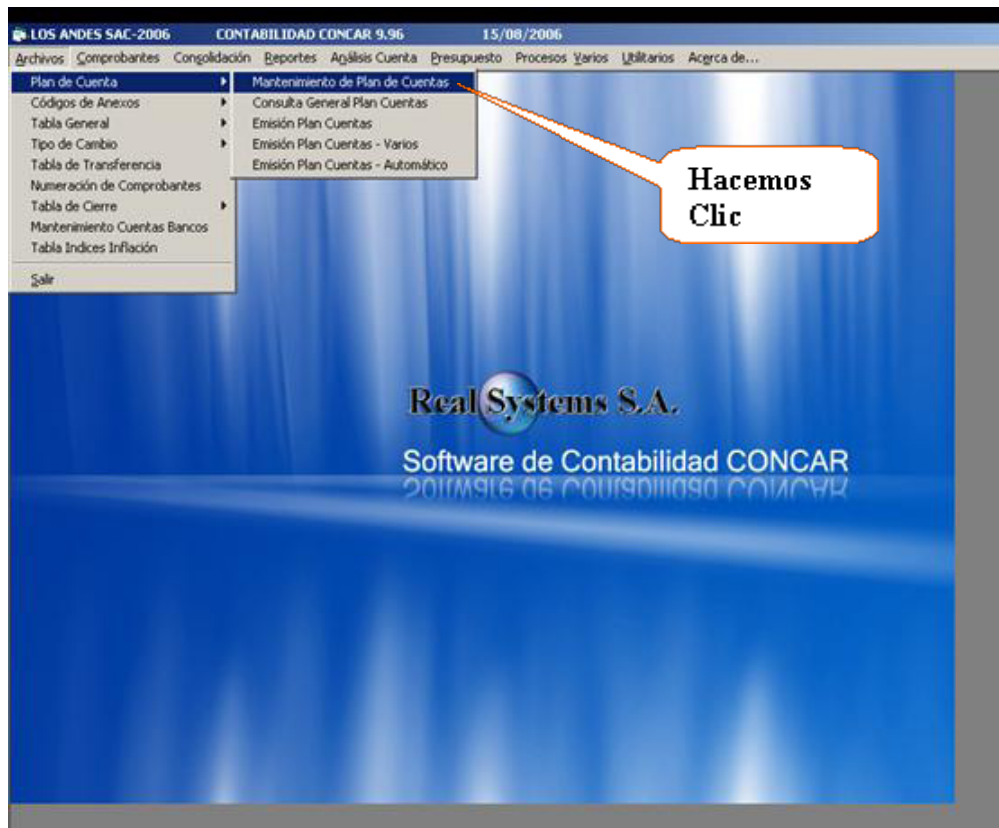 LOS ANDES SAC-2006 CONTABILIDAD CONCAR 9.96 15/08/2006
Archivos Comprobantes Consolidación Reportes Análisis Cuenta Presupuesto Procesos Varios Utilitarios Acerca de...
Plan de Cuenta
Códigos de Anexos
Tabla General
Tipo de Cambio
Tabla de Transferencia
Numeración de Comprobantes
Tabla de Cierre
Mantenimiento Cuentas Bancos
Tabla Indices Inflación
Salir
Mantenimiento de Plan de Cuentas
Consulta General Plan Cuentas
Emisión Plan Cuentas
Emisión Plan Cuentas - Varios
Emisión Plan Cuentas - Automático
Hacemos
Clic
Real Systems S.A.
Software de Contabilidad CONCAR